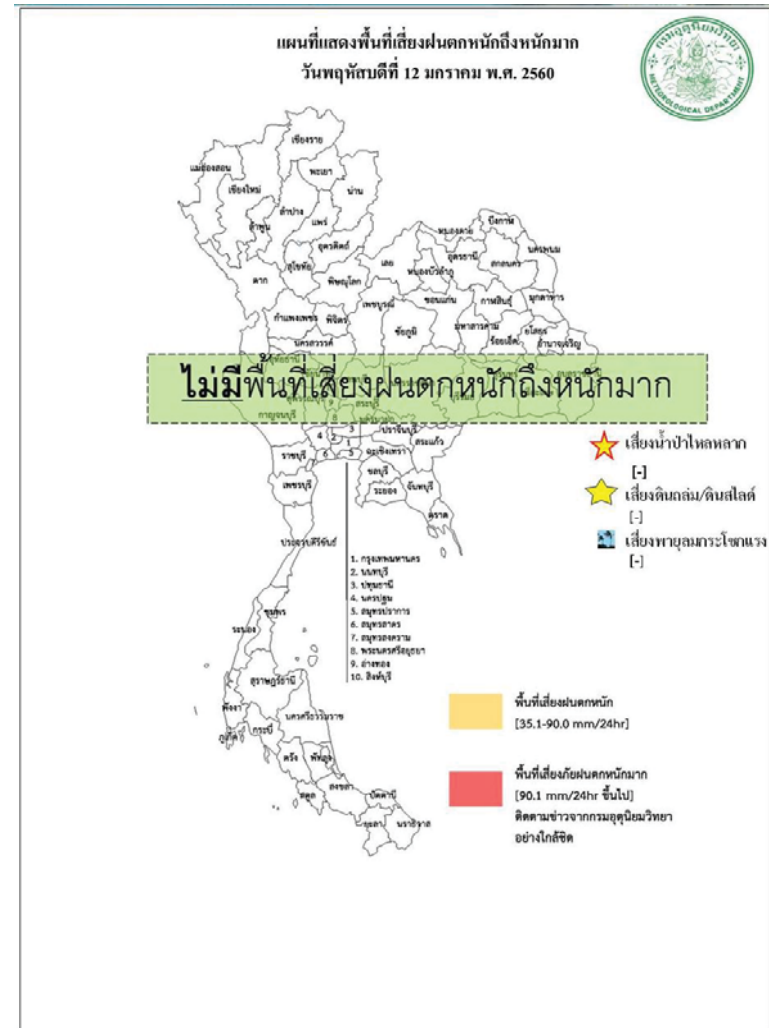 แผนที่แสดงพื้นที่เสี่ยงฝนตกหนักถึงหนักมาก
วันพฤหัสบดีที่ 12 มกราคม พ.ศ. 2560
กรมอุตุนิยมวิทยา
METEOROLOGICAL DEPARTMENT
เชียงราย
แม่ฮ่องสอน
พะเยา
เชียงใหม่
น่าน
ลำปาง
แพร่
ลำพูน
บึงกาฬ
หนองคาย
อุตรดิตถ์
นครพนม
อุดรธานี
เลย
สกลนคร
สุโขทัย
หนองบัวลำภู
ตาก
พิษณุโลก
เพชรบูรณ์
ขอนแก่น
กาฬสินธุ์
มุกดาหาร
กำแพงเพชร
พิจิตร
ชัยภูมิ
มหาสารคาม
ยโสธร
ร้อยเอ็ด
อำนาจเจริญ
นครสวรรค์
ไม่มีพื้นที่เสี่ยงฝนตกหนักถึงหนักมาก
สระบุรี
กาญจนบุรี
9
8
3
ปราจีนบุรี
4
2
1
สระแก้ว
ฉะเชิงเทรา
ราชบุรี
6
5
ชลบุรี
เพชรบุรี
ระยอง
จันทบุรี
ตราด
เสี่ยงน้ำป่าไหลหลาก
[-]
เสี่ยงดินถล่ม/ดินสไลด์
[-]
เสี่ยงพายุลมกระโชกแรง
[-]
ประจวบคีรีขันธ์
1. กรุงเทพมหานคร
2. นนทบุรี
3. ปทุมธานี
4. นครปฐม
5. สมุทรปราการ
6. สมุทรสาคร
7. สมุทรสงคราม
8. พระนครศรีอยุธยา
9. อ่างทอง
10. สิงห์บุรี
ชุมพร
ระนอง
สุราษฎร์ธานี
พังงา
นครศรีธรรมราช
ภูเก็ต
กระบี่
ตรัง
พัทลุง
สตูล
สงขลา
ปัตตานี
ยะลา
นราธิวาส
พื้นที่เสี่ยงฝนตกหนัก
[35.1-90.0 mm/24hr]
พื้นที่เสี่ยงภัยฝนตกหนักมาก
[90.1 mm/24hr ขึ้นไป]
ติดตามข่าวจากกรมอุตุนิยมวิทยา
อย่างใกล้ชิด